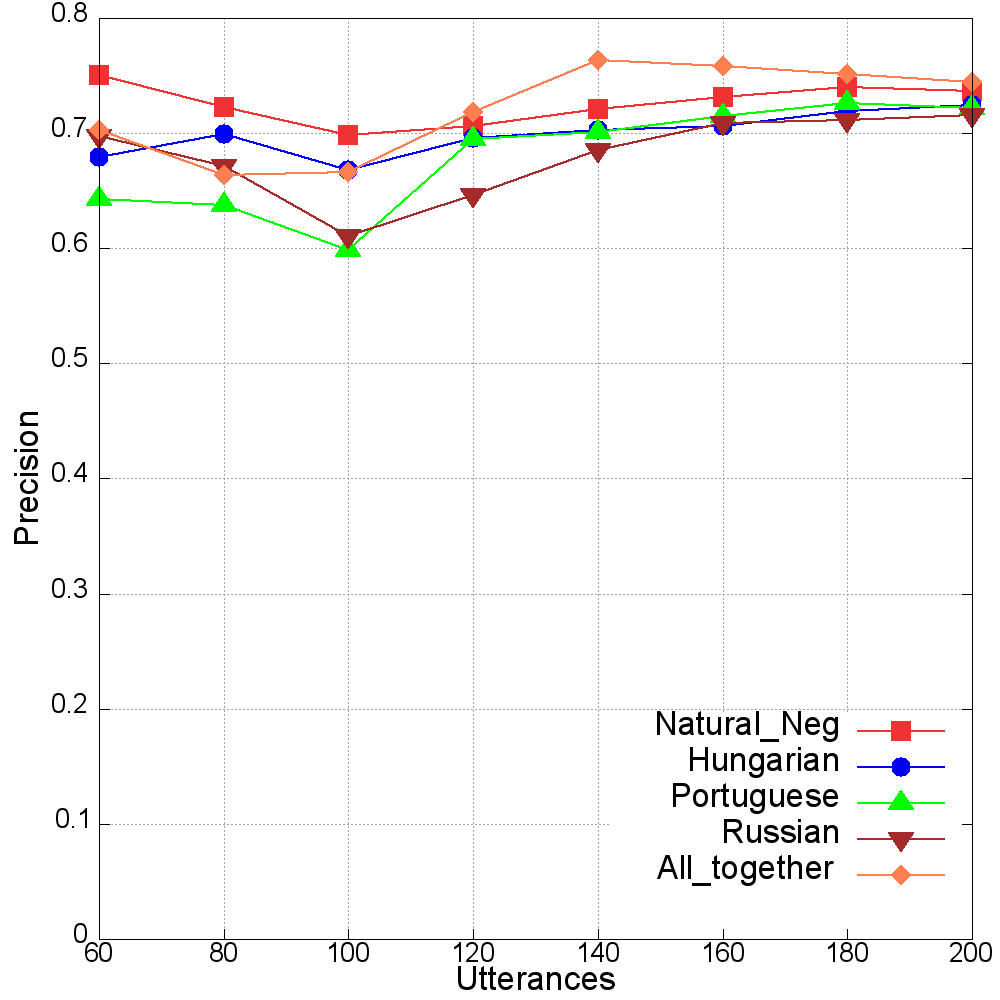 0.8
0.7
0.6
0.5
0.4
0.3
0.2
0.1
0
Precision
60 80 100 120 140 160 180 200
Utterances
Natural_Neg
Hungarian
Portuguese
Russian
All_together